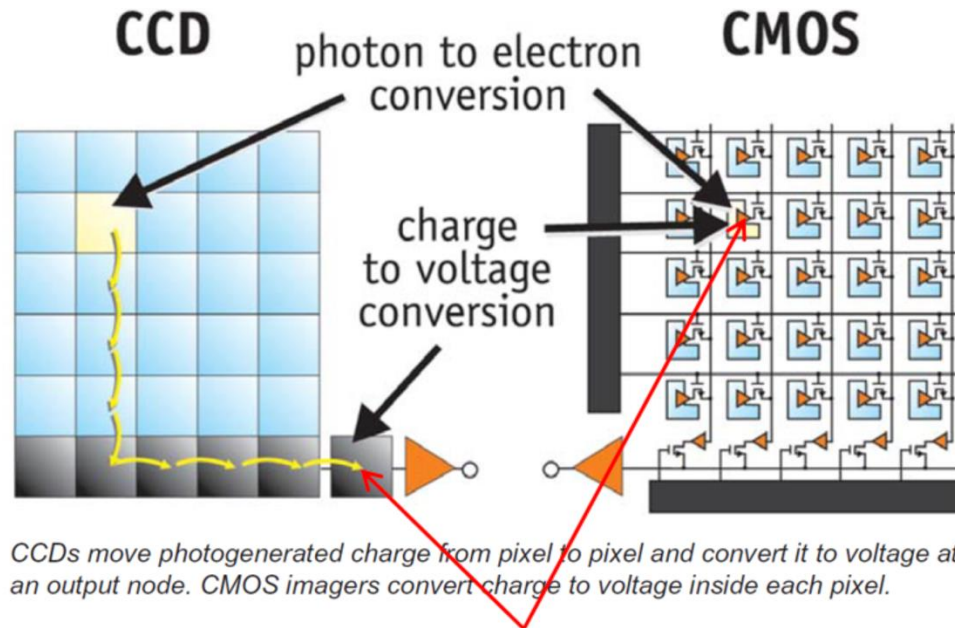 CCD
CMOS
photon to electron
conversion
charge
to voltage
conversion
CCDs move photogenerated charge from pixel to pixel and convert it to voltage at
an output node. CMOS imagers convert charge to voltage inside each pixel.